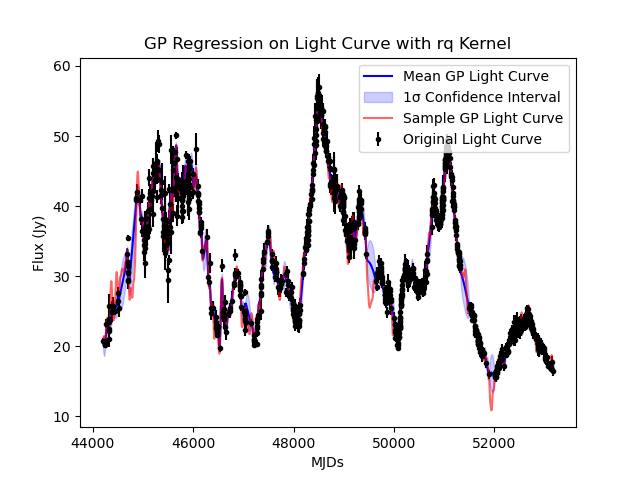 GP Regression on Light Curve with rq Kernel
Mean GP Light Curve
1σ Confidence Interval
Sample GP Light Curve
Original Light Curve
60
50
40
30
20
10
Flux (Jy)
44000 46000 48000 50000 52000
MJDs